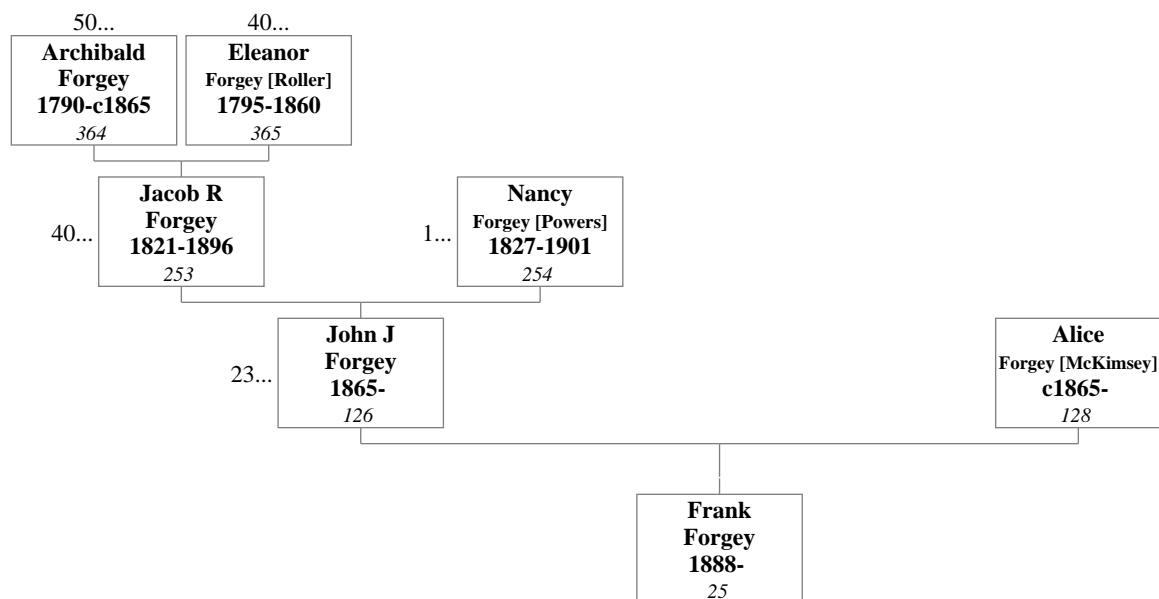 50...
40...
Archibald
Forgey
1790-c1865
364
Eleanor
Forgey [Roller]
1795-1860
365
40...
Jacob R
Forgey
1821-1896
253
1...
Nancy
Forgey [Powers]
1827-1901
254
23...
John J
Forgey
1865-
126
Alice
Forgey [McKimsey]
c1865-
128
Frank
Forgey
1888-
25